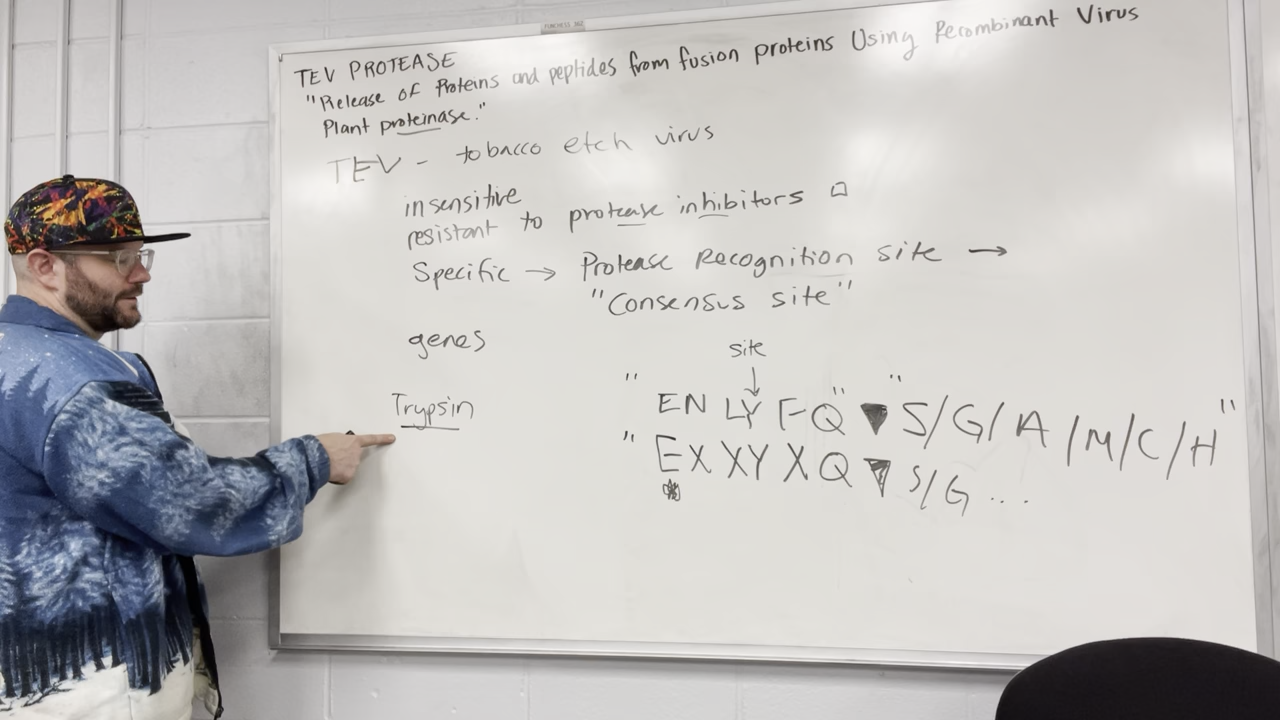 TEV PROTEASE
"Release of Proteins and peptides from fusion proteins Using Recombinant Virus
Plant proteinase."
TEV - tobacco etch virus
insensitive
resistant to protease inhibitors □
Specific → Protease Recognition site →
"Consensus site"
genes
site
↓
Trypsin
" ENLYFQ" ▼ "S/G/A/M/C/H"
" EXXYXQ ▼ S/G ...